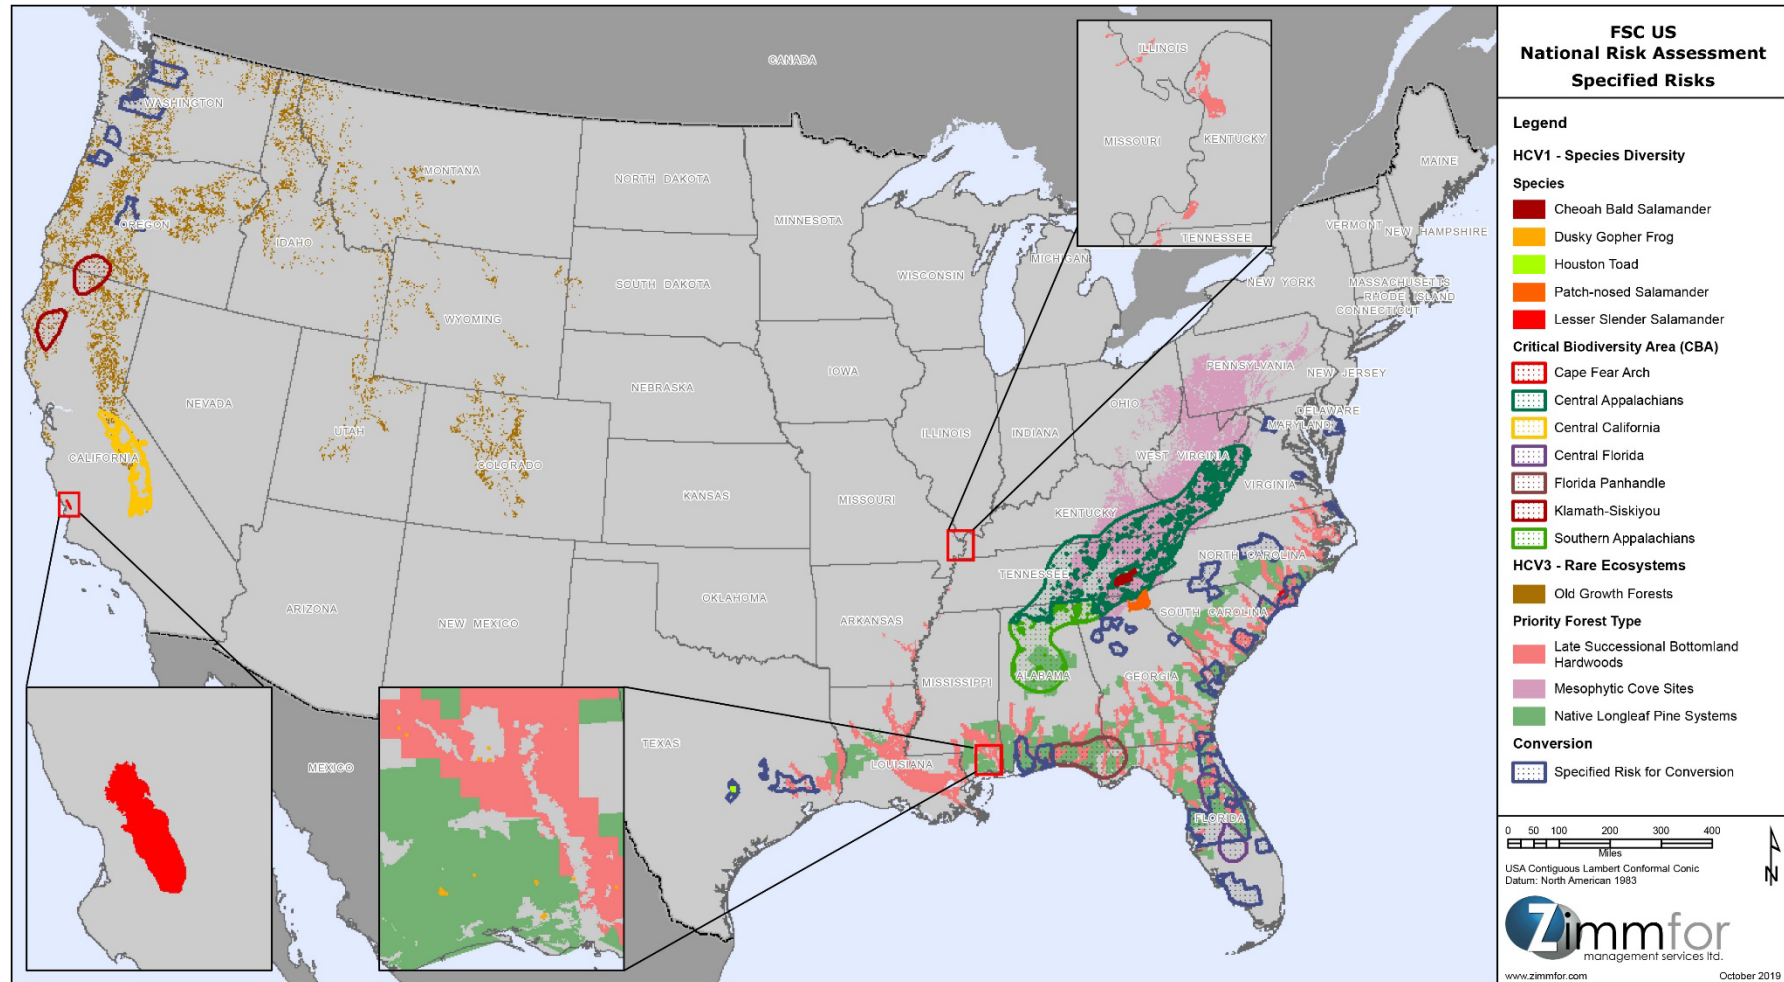 FSC US
National Risk Assessment
Specified Risks
Legend
HCV1 - Species Diversity
Species
Cheoah Bald Salamander
Dusky Gopher Frog
Houston Toad
Patch-nosed Salamander
Lesser Slender Salamander
Critical Biodiversity Area (CBA)
Cape Fear Arch
Central Appalachians
Central California
Central Florida
Florida Panhandle
Klamath-Siskiyou
Southern Appalachians
HCV3 - Rare Ecosystems
Old Growth Forests
Priority Forest Type
Late Successional Bottomland
Hardwoods
Mesophytic Cove Sites
Native Longleaf Pine Systems
Conversion
Specified Risk for Conversion
0 25 50 100 200 300 400
Miles
USA Contiguous Lambert Conformal Conic
Datum: North American 1983
N
Zimmfor
management services ltd.
www.zimmfor.com
October 2019
CANADA
WASHINGTON
MONTANA
NORTH DAKOTA
MINNESOTA
OREGON
IDAHO
SOUTH DAKOTA
WISCONSIN
MICHIGAN
WYOMING
NEVADA
UTAH
COLORADO
NEBRASKA
IOWA
CALIFORNIA
KANSAS
MISSOURI
ILLINOIS
INDIANA
OHIO
PENNSYLVANIA
NEW YORK
VERMONT
NEW HAMPSHIRE
MAINE
MASSACHUSETTS
RHODE ISLAND
CONNECTICUT
NEW JERSEY
DELAWARE
MARYLAND
WEST VIRGINIA
VIRGINIA
KENTUCKY
TENNESSEE
NORTH CAROLINA
SOUTH CAROLINA
GEORGIA
ALABAMA
MISSISSIPPI
ARKANSAS
LOUISIANA
OKLAHOMA
TEXAS
NEW MEXICO
ARIZONA
MEXICO
FLORIDA
ILLINOIS
MISSOURI
KENTUCKY
TENNESSEE